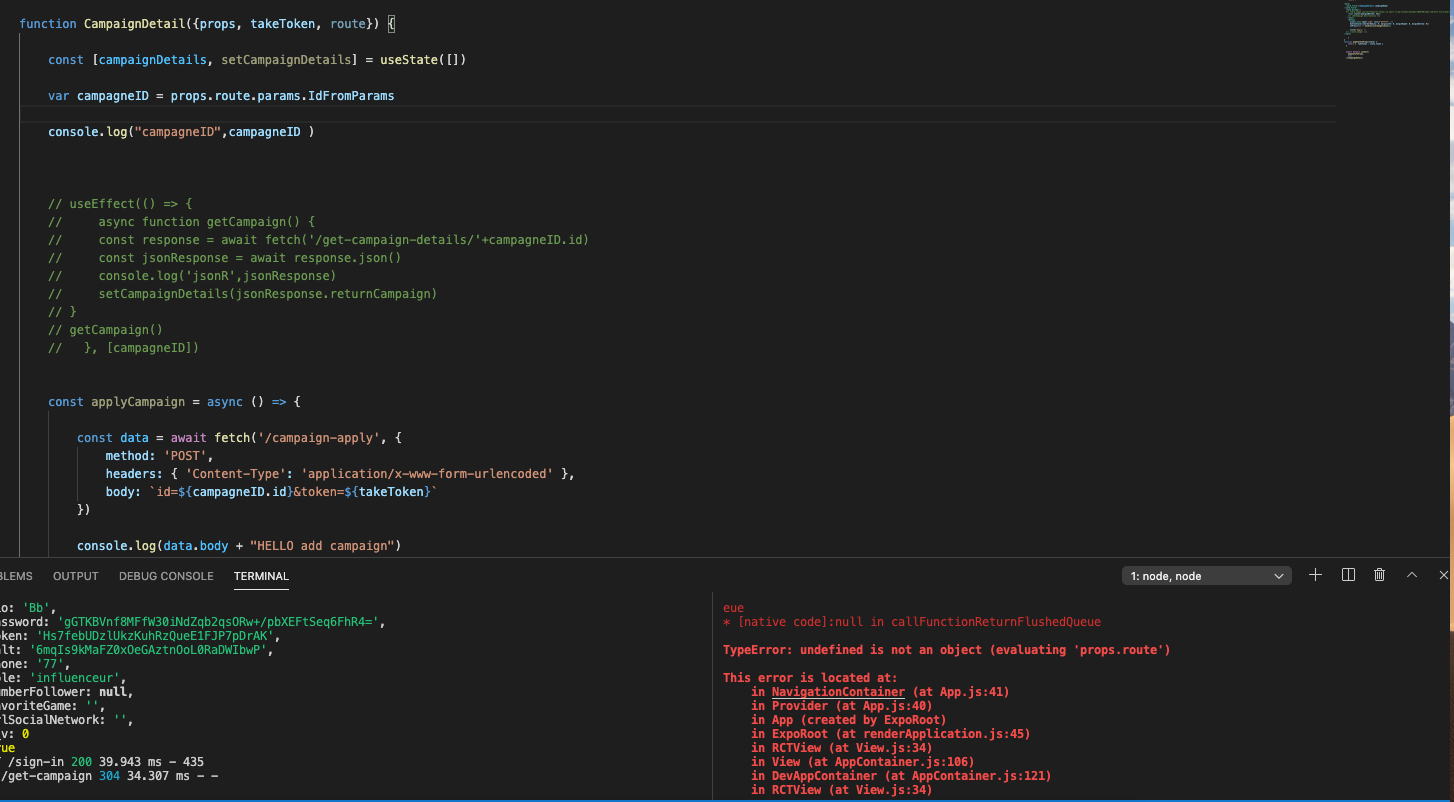 function CampaignDetail({props, takeToken, route}) {
const [campaignDetails, setCampaignDetails] = useState([])
var campagneID = props.route.params.IdFromParams
console.log("campagneID",campagneID )
// useEffect(() => {
//     async function getCampaign() {
//     const response = await fetch('/get-campaign-details/'+campagneID.id)
//     const jsonResponse = await response.json()
//     console.log('jsonR',jsonResponse)
//     setCampaignDetails(jsonResponse.returnCampaign)
// }
// getCampaign()
//   }, [campagneID])
const applyCampaign = async () => {
const data = await fetch('/campaign-apply', {
method: 'POST',
headers: { 'Content-Type': 'application/x-www-form-urlencoded' },
body: `id=${campagneID.id}&token=${takeToken}`
})
console.log(data.body + "HELLO add campaign")
BLEMS OUTPUT DEBUG CONSOLE TERMINAL 1: node, node
o: 'Bb',
ssword: 'gGTKBVnf8MFfW30iNdZqb2qsORw+/pbXEFtSeq6FhR4=',
ken: 'Hs7febUDzlUkzKuhRzQueE1FJP7pDrAK',
lt: '6mqIs9kMaFZ0xOeGAztnOoL0RaDWIbwP',
one: '77',
le: 'influenceur',
mberFollower: null,
voriteGame: '',
lSocialNetwork: '',
v: 0
rue
/sign-in 200 39.943 ms - 435
/get-campaign 304 34.307 ms - -
eue
* [native code]:null in callFunctionReturnFlushedQueue
TypeError: undefined is not an object (evaluating 'props.route')
This error is located at:
in NavigationContainer (at App.js:41)
in Provider (at App.js:40)
in App (created by ExpoRoot)
in ExpoRoot (at renderApplication.js:45)
in RCTView (at View.js:34)
in View (at AppContainer.js:106)
in DevAppContainer (at AppContainer.js:121)
in RCTView (at View.js:34)